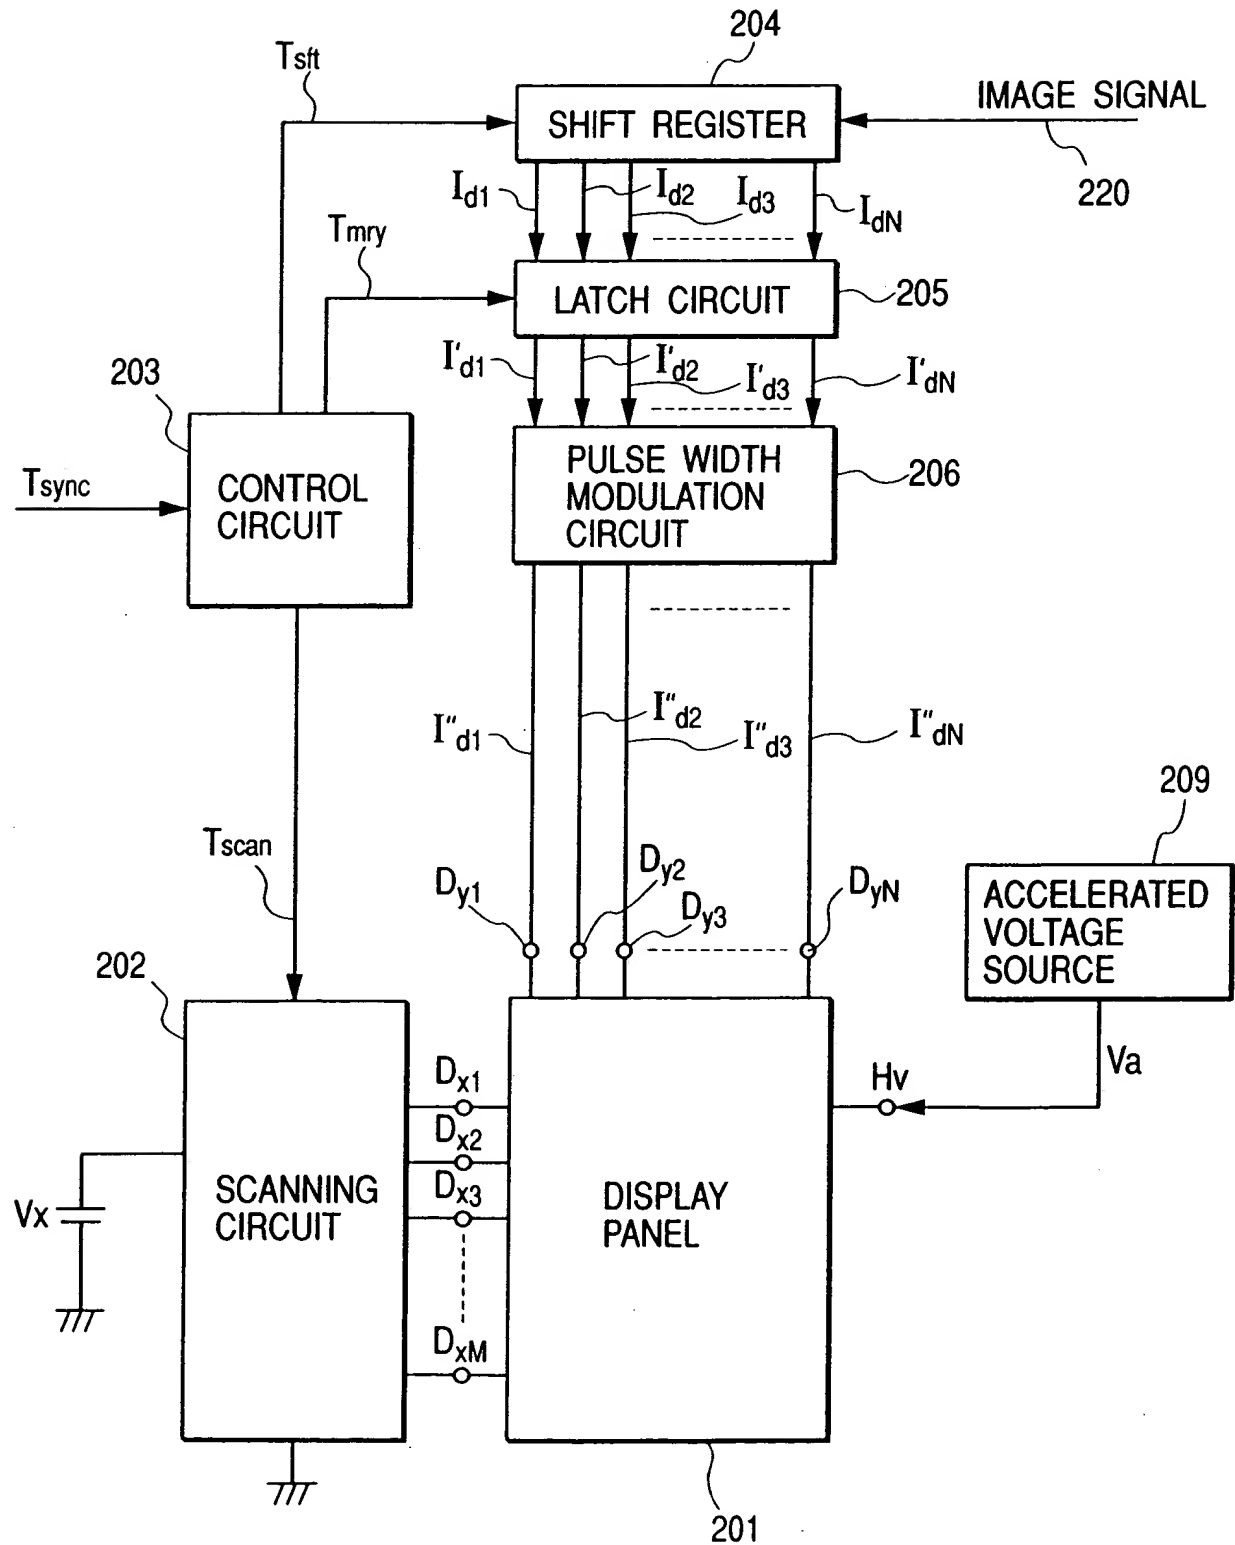 204
Tsft
IMAGE SIGNAL
SHIFT REGISTER
220
Id1
Id2
Id3
IdN
Tmry
LATCH CIRCUIT
205
I'd1
I'd2
I'd3
I'dN
203
PULSE WIDTH
MODULATION
CIRCUIT
206
Tsync
CONTROL
CIRCUIT
I"d1
I"d2
I"d3
I"dN
209
Tscan
Dy1
Dy2
Dy3
DyN
ACCELERATED
VOLTAGE
SOURCE
202
Dx1
Hv
Va
Dx2
Dx3
Vx
SCANNING
CIRCUIT
DISPLAY
PANEL
DxM
201